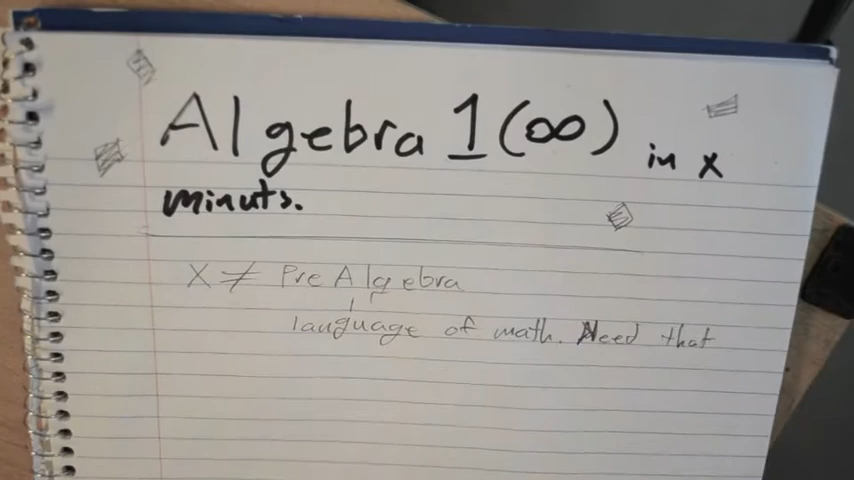 Algebra 1 (∞) in x
minuts.
X ≠ Pre Algebra
language of math. Need that